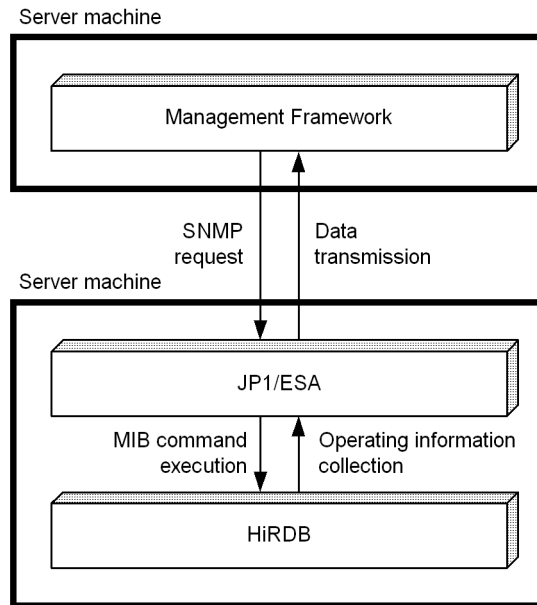 Server machine
Management Framework
SNMP
request
Data
transmission
Server machine
JP1/ESA
MIB command
execution
Operating information
collection
HiRDB